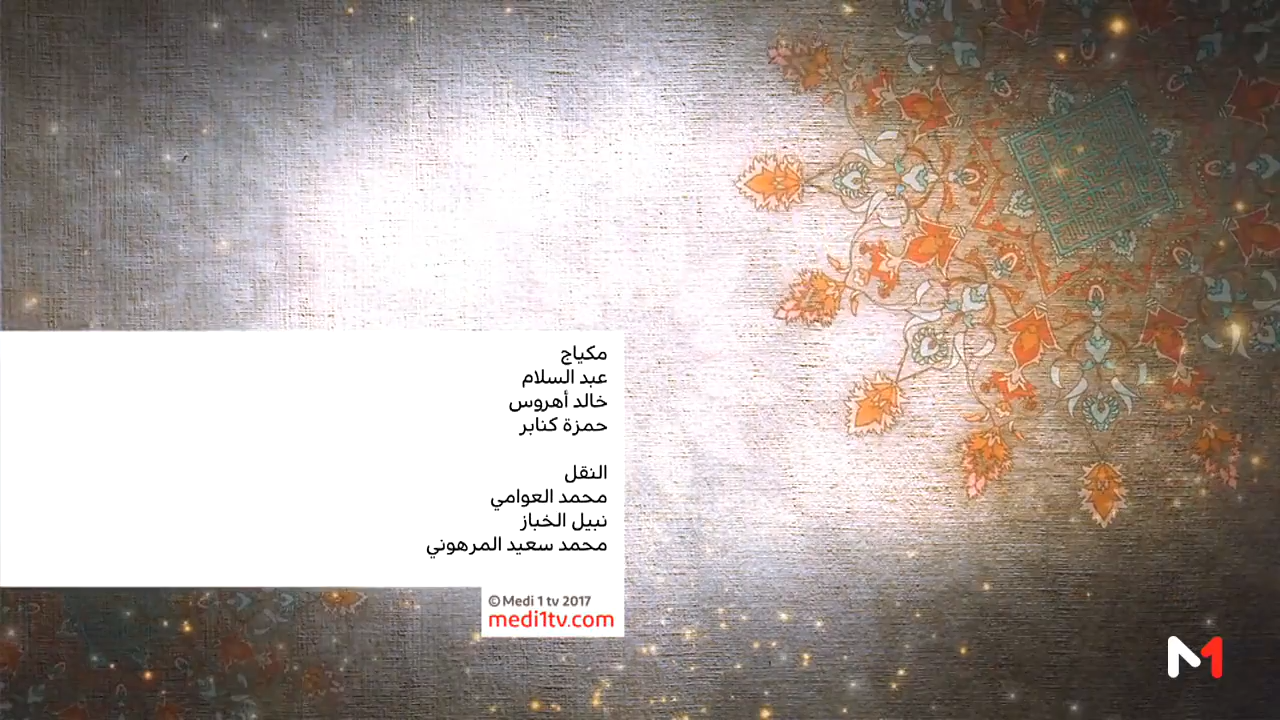 مكياج
عبد السلام
خالد أهروس
حمزة كنابر
النقل
محمد العوامي
نبيل الخباز
محمد سعيد المرهوني
© Medi 1 tv 2017
medi1tv.com
M1